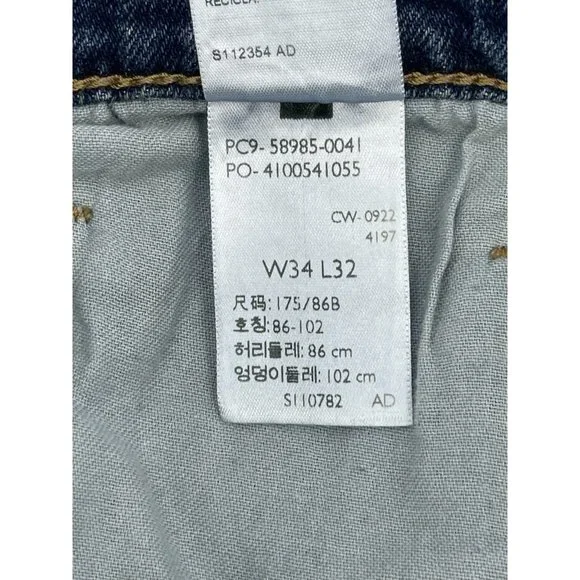 RECICLA.
S112354 AD
PC9- 58985-0041
PO- 4100541055
CW- 0922
4197
W34 L32
尺码: 175/86B
호칭: 86-102
허리둘레: 86 cm
엉덩이둘레: 102 cm
S110782 AD